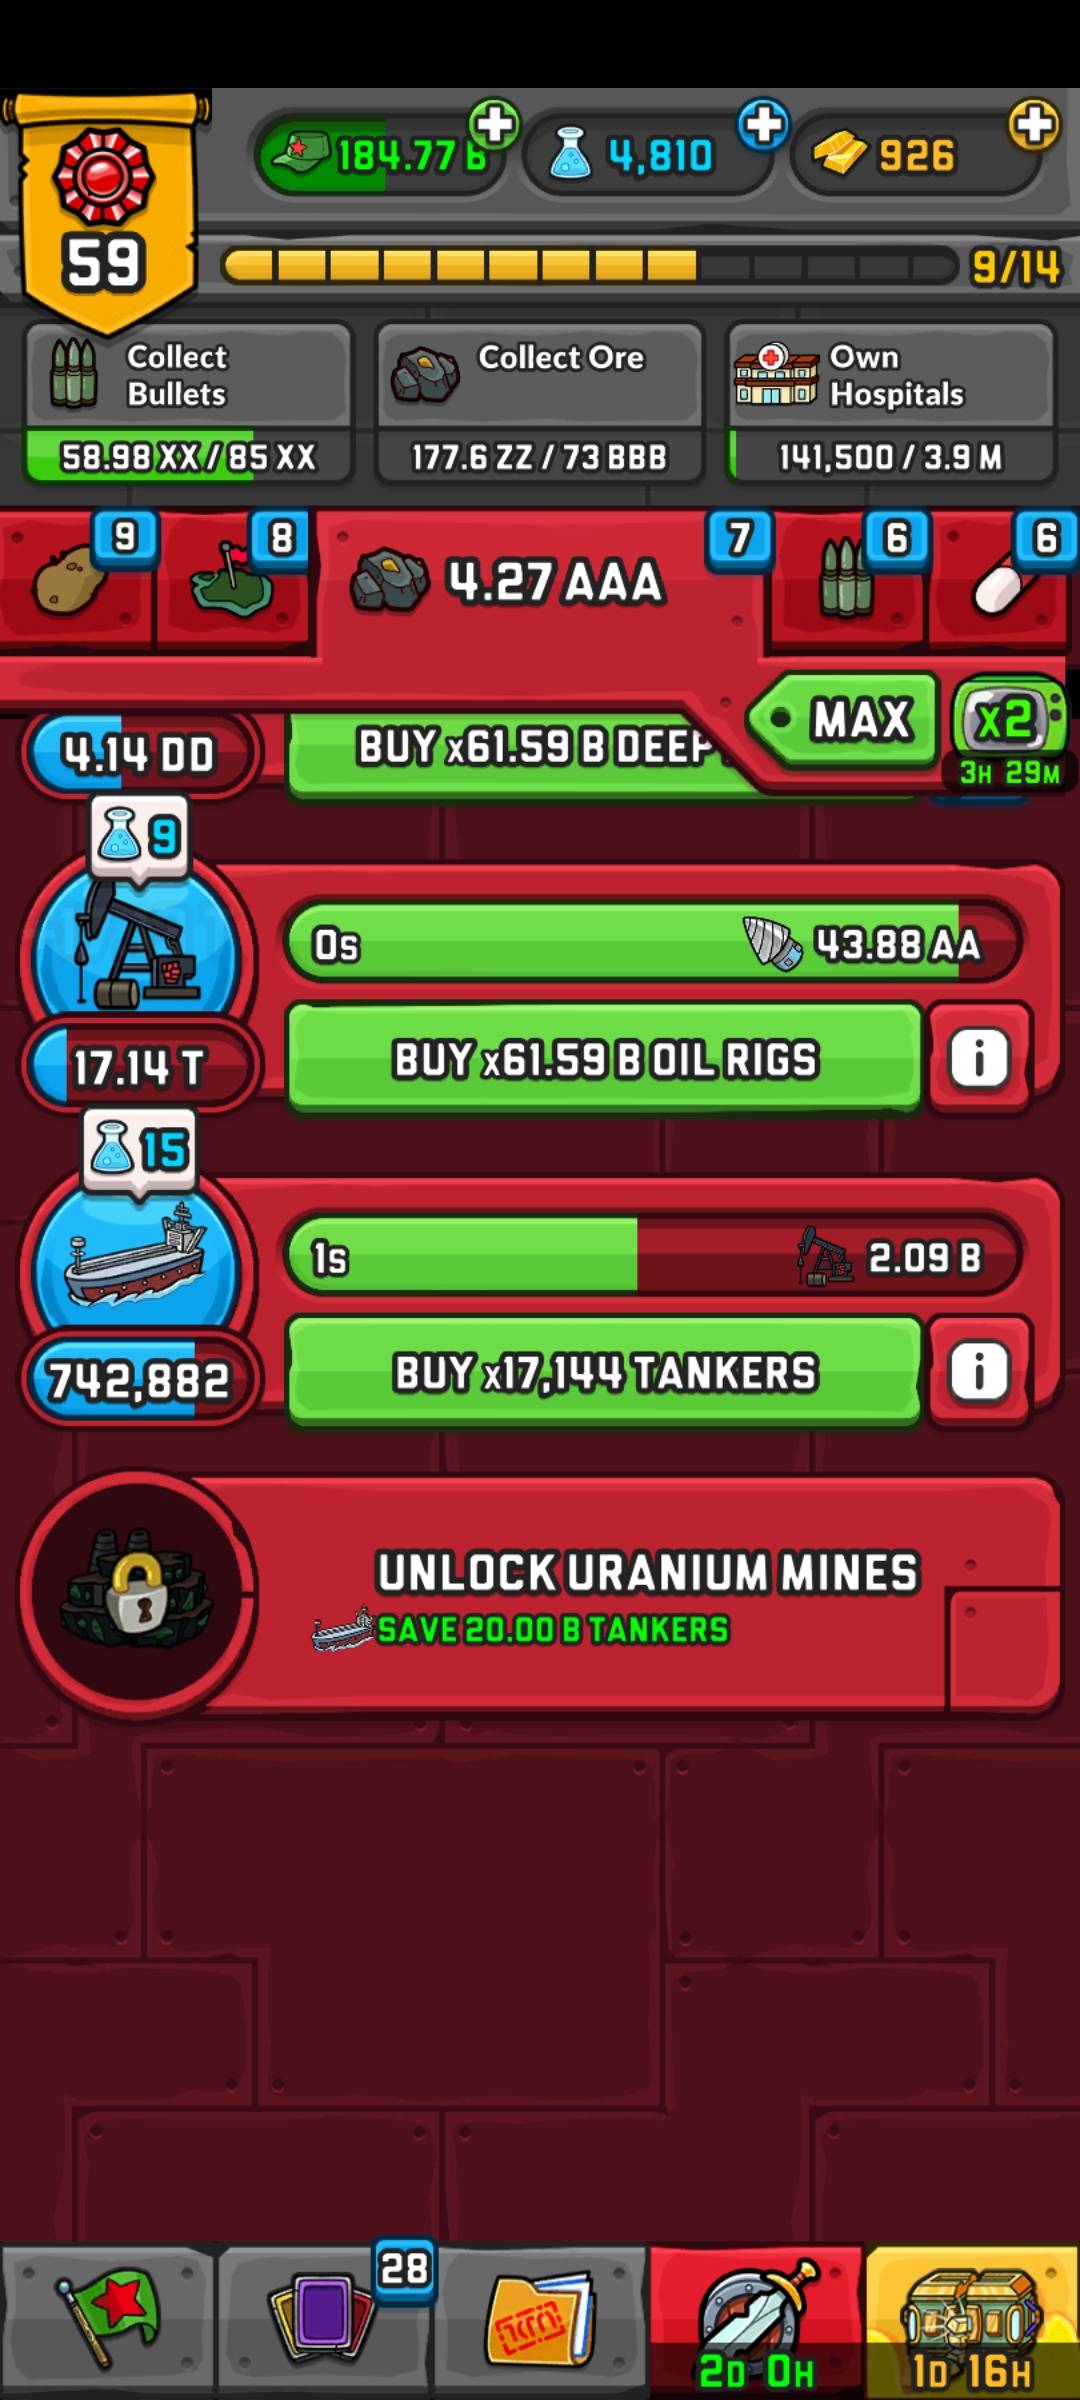 184.77 B
4,810
926
59
9/14
Collect
Bullets
58.98 XX / 85 XX
Collect Ore
177.6 ZZ / 73 BBB
Own
Hospitals
141,500 / 3.9 M
9
8
4.27 AAA
7
6
6
MAX
x2
3H 29M
4.14 DD
BUY x61.59 B DEEP
9
0s
43.88 AA
17.14 T
BUY x61.59 B OIL RIGS
i
15
1s
2.09 B
742,882
BUY x17,144 TANKERS
i
UNLOCK URANIUM MINES
SAVE 20.00 B TANKERS
28
2D 0H
1D 16H